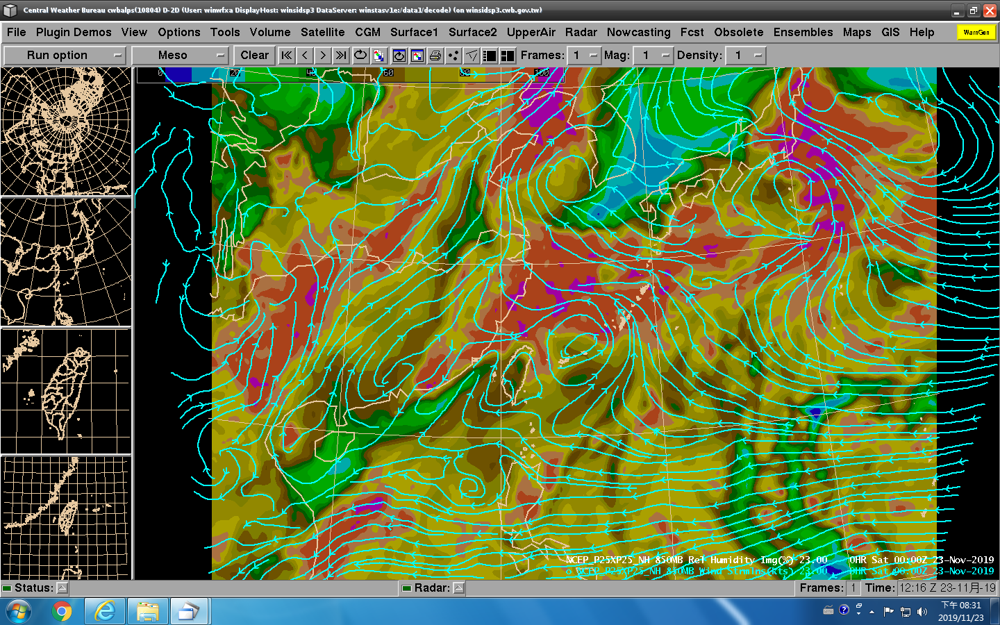 Central Weather Bureau cwbalps(10804) D-2D (User: winwfxa DisplayHost: winsidsp3 DataServer: winstasv1e:/data1/decode) (on winsidsp3.cwb.gov.tw)
File Plugin Demos View Options Tools Volume Satellite CGM Surface1 Surface2 UpperAir Radar Nowcasting Fcst Obsolete Ensembles Maps GIS Help WarnGen
Run option Meso Clear Frames: 1 Mag: 1 Density: 1
0 20 40 60 80 100
NCEP_P25XP25_NH 850MB Rel Humidity Img(%) 23.00 0HR Sat 00:00Z 23-Nov-2019
NCEP_P25XP25_NH 850MB Wind Strmlns(kts) 23.00 0HR Sat 00:00Z 23-Nov-2019
Status: Radar: Frames: 1 Time: 12:16 Z 23-11月-19
下午 08:31
2019/11/23